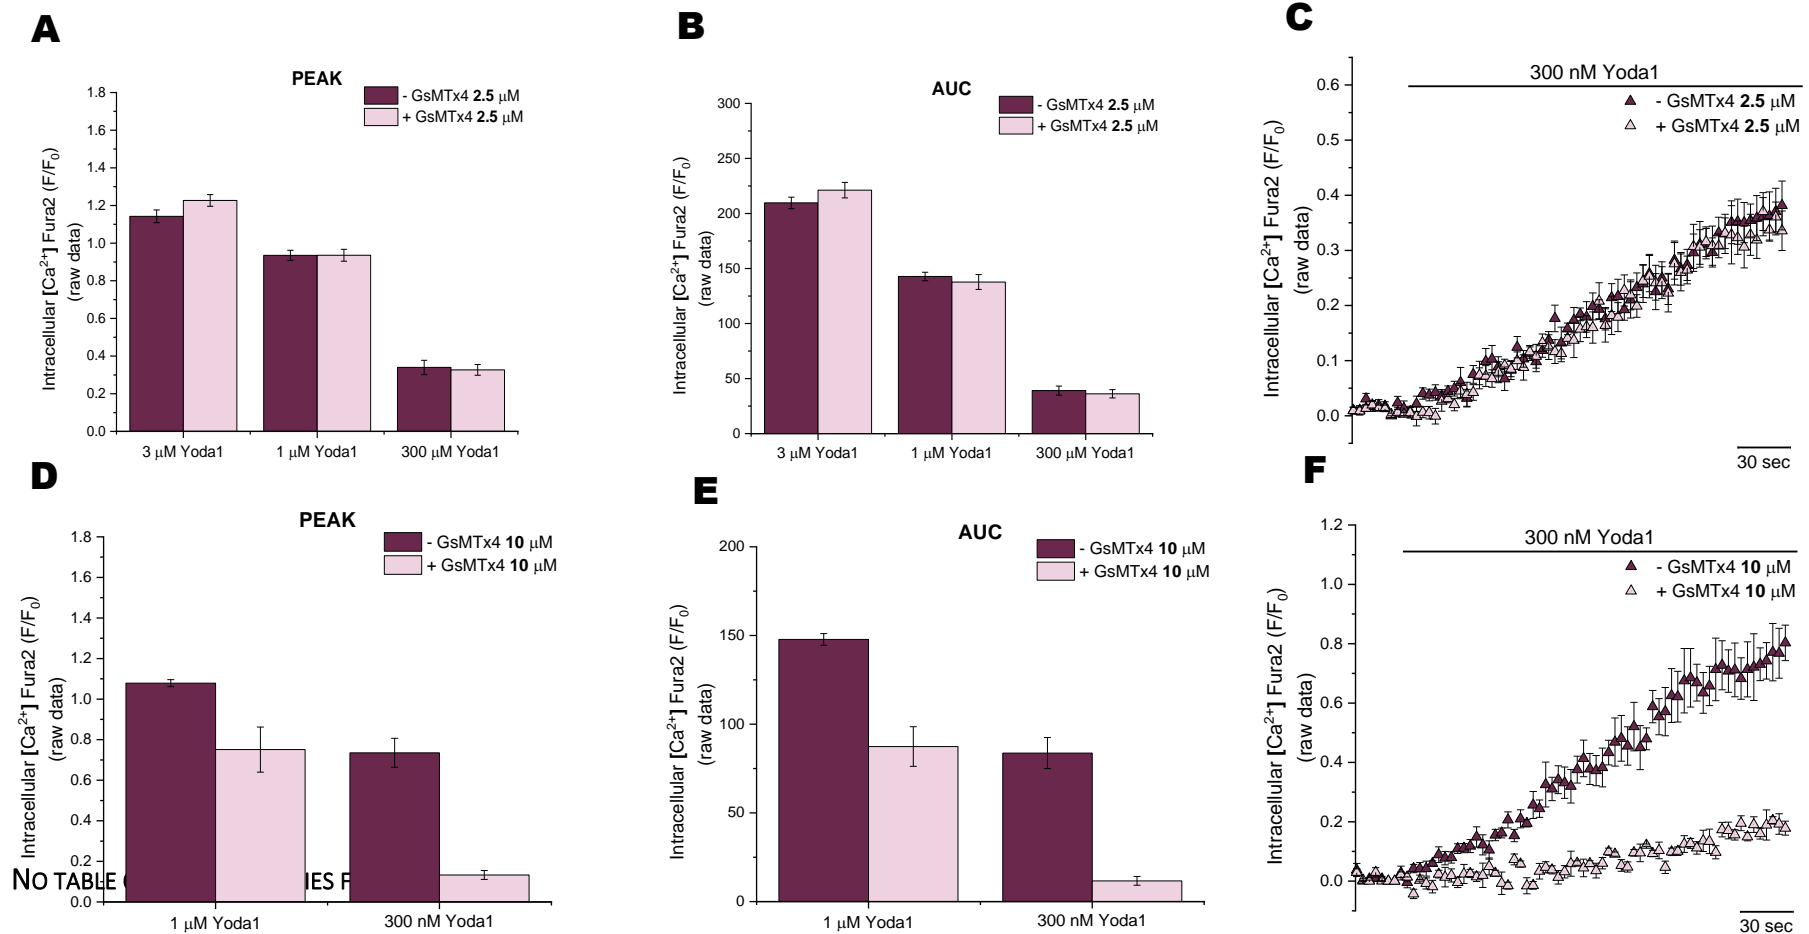 A
PEAK
- GsMTx4 2.5 μM
+ GsMTx4 2.5 μM
Intracellular [Ca²⁺] Fura2 (F/F₀)
(raw data)
1.8
1.6
1.4
1.2
1.0
0.8
0.6
0.4
0.2
0.0
3 μM Yoda1
1 μM Yoda1
300 μM Yoda1
B
AUC
- GsMTx4 2.5 μM
+ GsMTx4 2.5 μM
Intracellular [Ca²⁺] Fura2 (F/F₀)
(raw data)
300
250
200
150
100
50
0
3 μM Yoda1
1 μM Yoda1
300 μM Yoda1
C
300 nM Yoda1
- GsMTx4 2.5 μM
+ GsMTx4 2.5 μM
Intracellular [Ca²⁺] Fura2 (F/F₀)
(raw data)
0.6
0.5
0.4
0.3
0.2
0.1
0.0
30 sec
D
PEAK
- GsMTx4 10 μM
+ GsMTx4 10 μM
Intracellular [Ca²⁺] Fura2 (F/F₀)
(raw data)
1.8
1.6
1.4
1.2
1.0
0.8
0.6
0.4
0.2
0.0
NO TABLE
1 μM Yoda1
300 nM Yoda1
E
AUC
- GsMTx4 10 μM
+ GsMTx4 10 μM
Intracellular [Ca²⁺] Fura2 (F/F₀)
(raw data)
200
150
100
50
0
1 μM Yoda1
300 nM Yoda1
F
300 nM Yoda1
- GsMTx4 10 μM
+ GsMTx4 10 μM
Intracellular [Ca²⁺] Fura2 (F/F₀)
(raw data)
1.2
1.0
0.8
0.6
0.4
0.2
0.0
30 sec